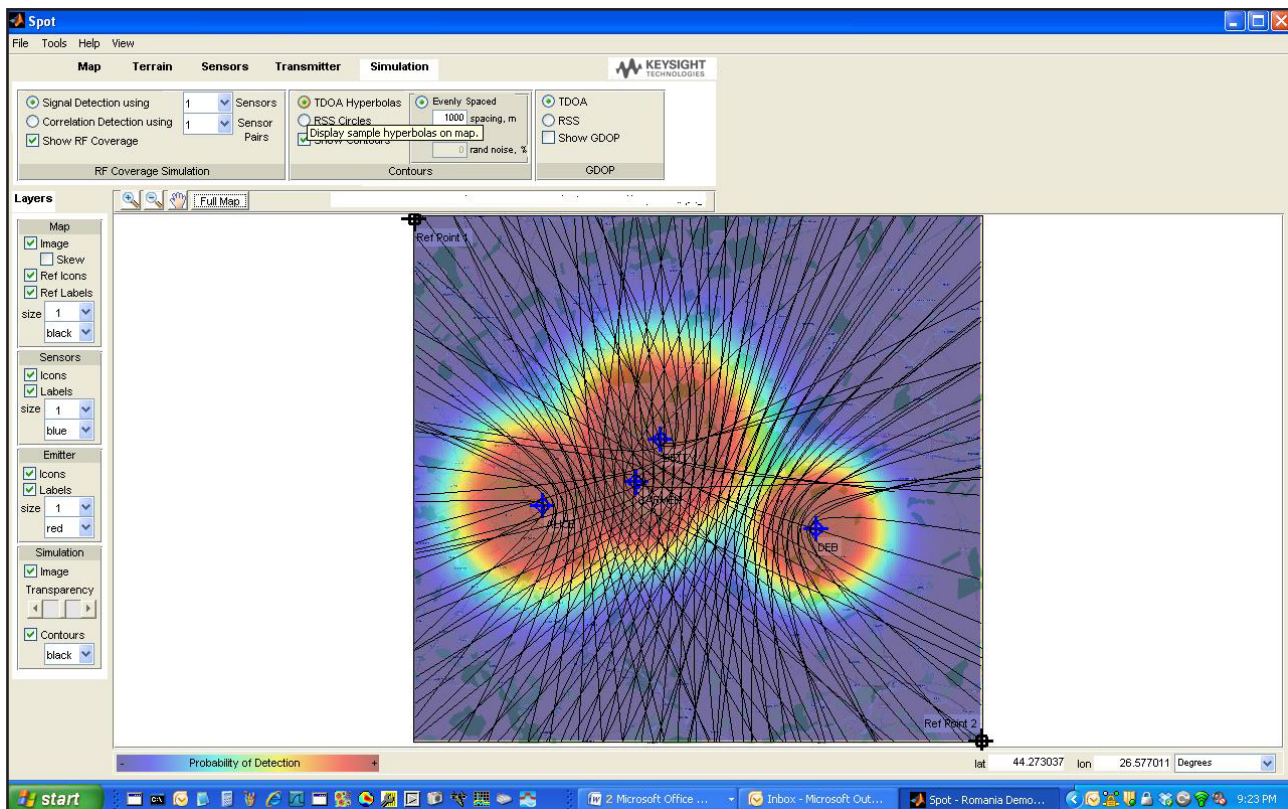 Spot
File Tools Help View
Map Terrain Sensors Transmitter Simulation
KEYSIGHT
TECHNOLOGIES
Signal Detection using 1 Sensors
Correlation Detection using 1 Sensor
Pairs
Show RF Coverage
RF Coverage Simulation
TDOA Hyperbolas
RSS Circles
Display sample hyperbolas on map.
Show Contours
Evenly Spaced
1000 spacing, m
0 rand noise, %
Contours
TDOA
RSS
Show GDOP
GDOP
Layers
Full Map
Map
Image
Skew
Ref Icons
Ref Labels
size 1
black
Sensors
Icons
Labels
size 1
blue
Emitter
Icons
Labels
size 1
red
Simulation
Image
Transparency
Contours
black
Ref Point 1
DEB
Ref Point 2
- Probability of Detection +
lat 44.273037 lon 26.577011 Degrees
start
2 Microsoft Office ...
Inbox - Microsoft Out...
Spot - Romania Demo...
9:23 PM